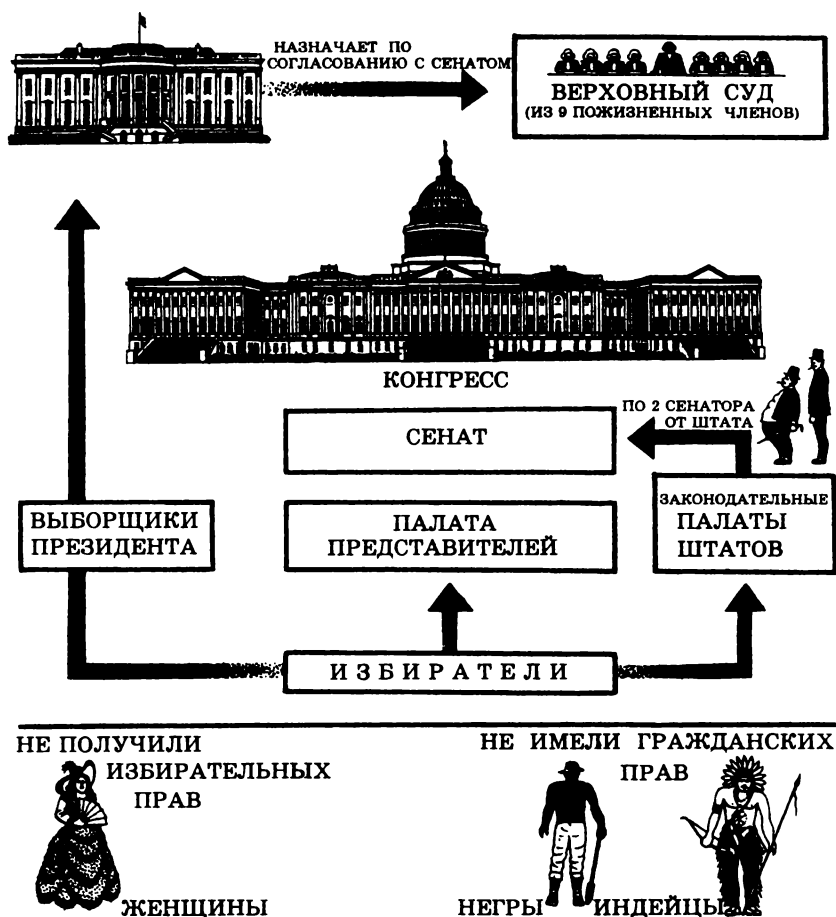 НАЗНАЧАЕТ ПО
СОГЛАСОВАНИЮ С СЕНАТОМ
ВЕРХОВНЫЙ СУД
(ИЗ 9 ПОЖИЗНЕННЫХ ЧЛЕНОВ)
КОНГРЕСС
СЕНАТ
ПО 2 СЕНАТОРА
ОТ ШТАТА
ВЫБОРЩИКИ
ПРЕЗИДЕНТА
ПАЛАТА
ПРЕДСТАВИТЕЛЕЙ
ЗАКОНОДАТЕЛЬНЫЕ
ПАЛАТЫ
ШТАТОВ
ИЗБИРАТЕЛИ
НЕ ПОЛУЧИЛИ
ИЗБИРАТЕЛЬНЫХ
ПРАВ
ЖЕНЩИНЫ
НЕ ИМЕЛИ ГРАЖДАНСКИХ
ПРАВ
НЕГРЫ
ИНДЕЙЦЫ